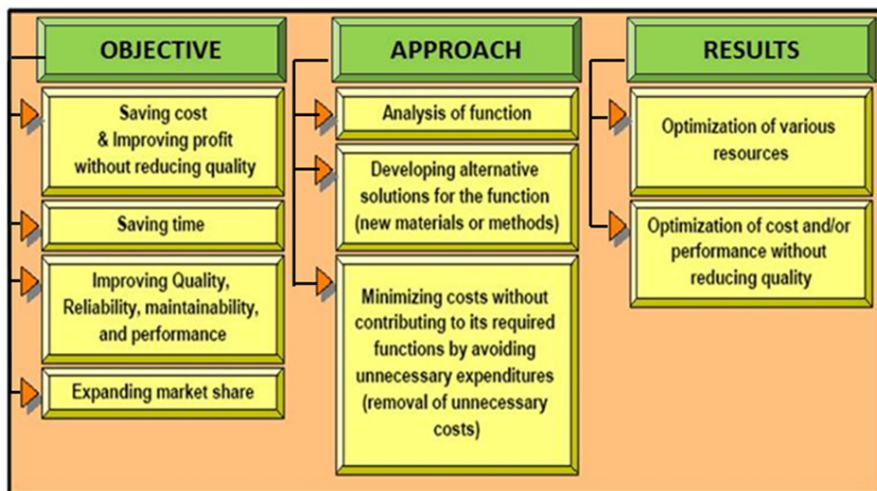 OBJECTIVE
Saving cost
& Improving profit
without reducing quality
Saving time
Improving Quality,
Reliability, maintainability,
and performance
Expanding market share
APPROACH
Analysis of function
Developing alternative
solutions for the function
(new materials or methods)
Minimizing costs without
contributing to its required
functions by avoiding
unnecessary expenditures
(removal of unnecessary
costs)
RESULTS
Optimization of various
resources
Optimization of cost and/or
performance without
reducing quality